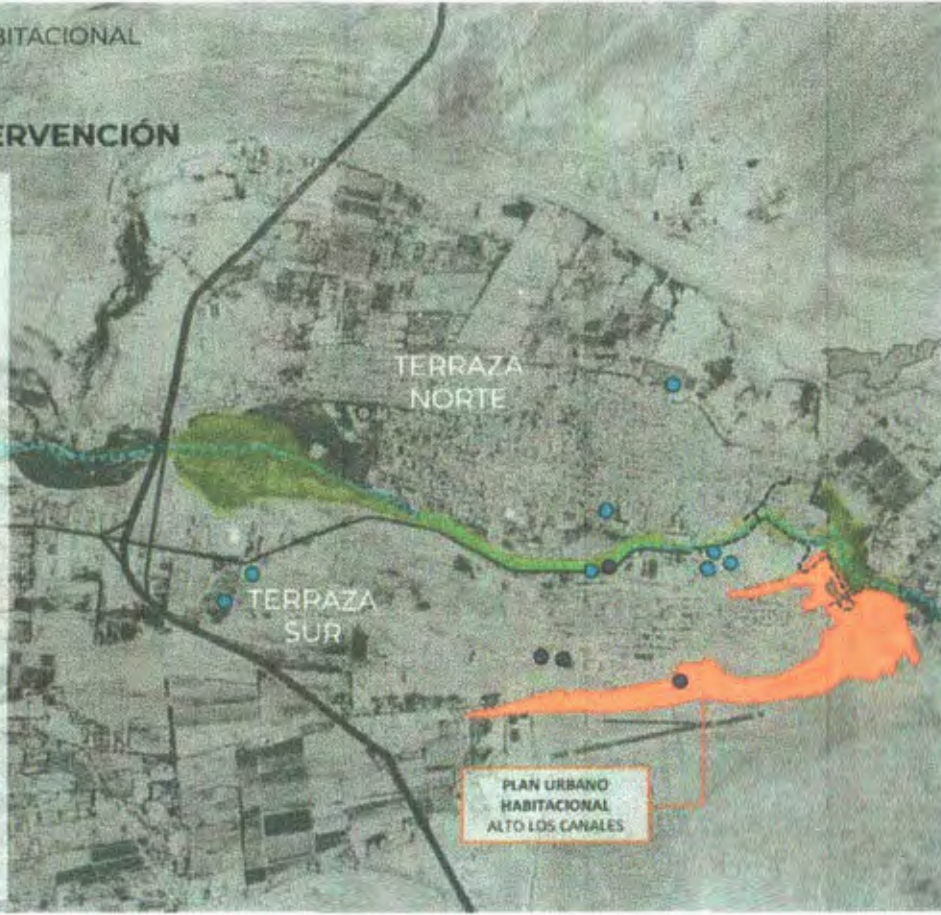 BITACIONAL
ERVENCIÓN
TERRAZA
NORTE
TERRAZA
SUR
PLAN URBANO
HABITACIONAL
ALTO LOS CANALES